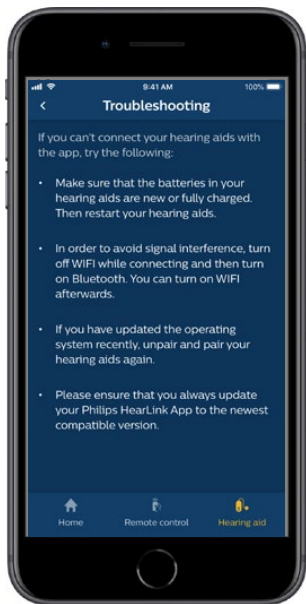 9:41 AM
100%
Troubleshooting
If you can't connect your hearing aids with
the app, try the following:
• Make sure that the batteries in your
hearing aids are new or fully charged.
Then restart your hearing aids.
• In order to avoid signal interference, turn
off WIFI while connecting and then turn
on Bluetooth. You can turn on WIFI
afterwards.
• If you have updated the operating
system recently, unpair and pair your
hearing aids again.
• Please ensure that you always update
your Philips HearLink App to the newest
compatible version.
Home
Remote control
Hearing aid